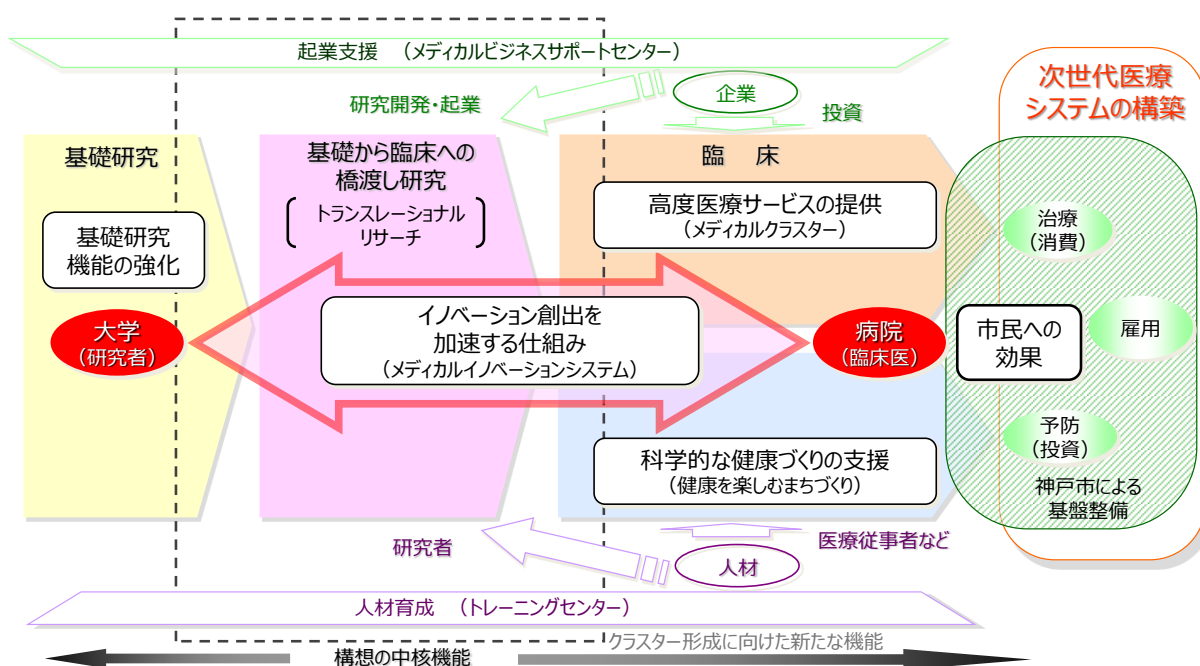 起業支援 （メディカルビジネスサポートセンター）
研究開発・起業
企業
投資
次世代医療
システムの構築
基礎研究
基礎から臨床への
橋渡し研究
トランスレーショナル
リサーチ
臨 床
基礎研究
機能の強化
高度医療サービスの提供
（メディカルクラスター）
治療
（消費）
大学
（研究者）
イノベーション創出を
加速する仕組み
（メディカルイノベーションシステム）
病院
（臨床医）
市民への
効果
雇用
科学的な健康づくりの支援
（健康を楽しむまちづくり）
予防
（投資）
神戸市による
基盤整備
研究者
人材
医療従事者など
人材育成 （トレーニングセンター）
クラスター形成に向けた新たな機能
構想の中核機能